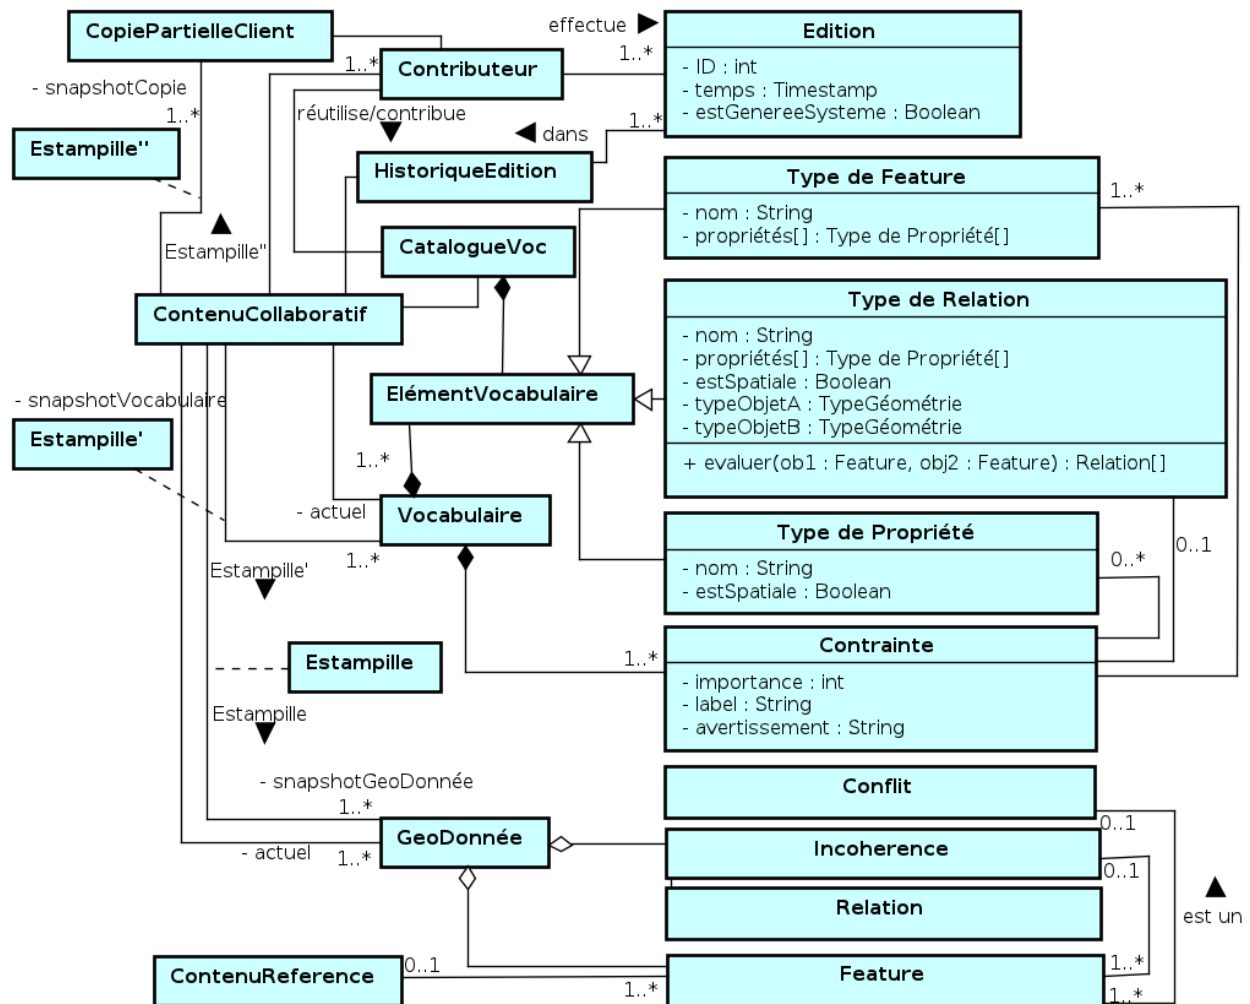 CopiePartielleClient
effectue
1..*
Edition
- ID : int
- temps : Timestamp
- estGenereeSysteme : Boolean
1..*
Contributeur
- snapshotCopie
1..*
réutilise/contribue
dans
1..*
Estampille''
HistoriqueEdition
Type de Feature
- nom : String
- propriétés[] : Type de Propriété[]
1..*
Estampille''
CatalogueVoc
ContenuCollaboratif
Type de Relation
- nom : String
- propriétés[] : Type de Propriété[]
- estSpatiale : Boolean
- typeObjetA : TypeGéométrie
- typeObjetB : TypeGéométrie
+ evaluer(ob1 : Feature, obj2 : Feature) : Relation[]
ElémentVocabulaire
- snapshotVocabulaire
Estampille'
1..*
- actuel
Vocabulaire
1..*
Type de Propriété
- nom : String
- estSpatiale : Boolean
0..*
0..1
Estampille'
Estampille
1..*
Contrainte
- importance : int
- label : String
- avertissement : String
Estampille
- snapshotGeoDonnée
1..*
Conflit
0..1
GeoDonnée
- actuel
1..*
Incoherence
0..1
Relation
est un
ContenuReference
0..1
1..*
Feature
1..*
1..*